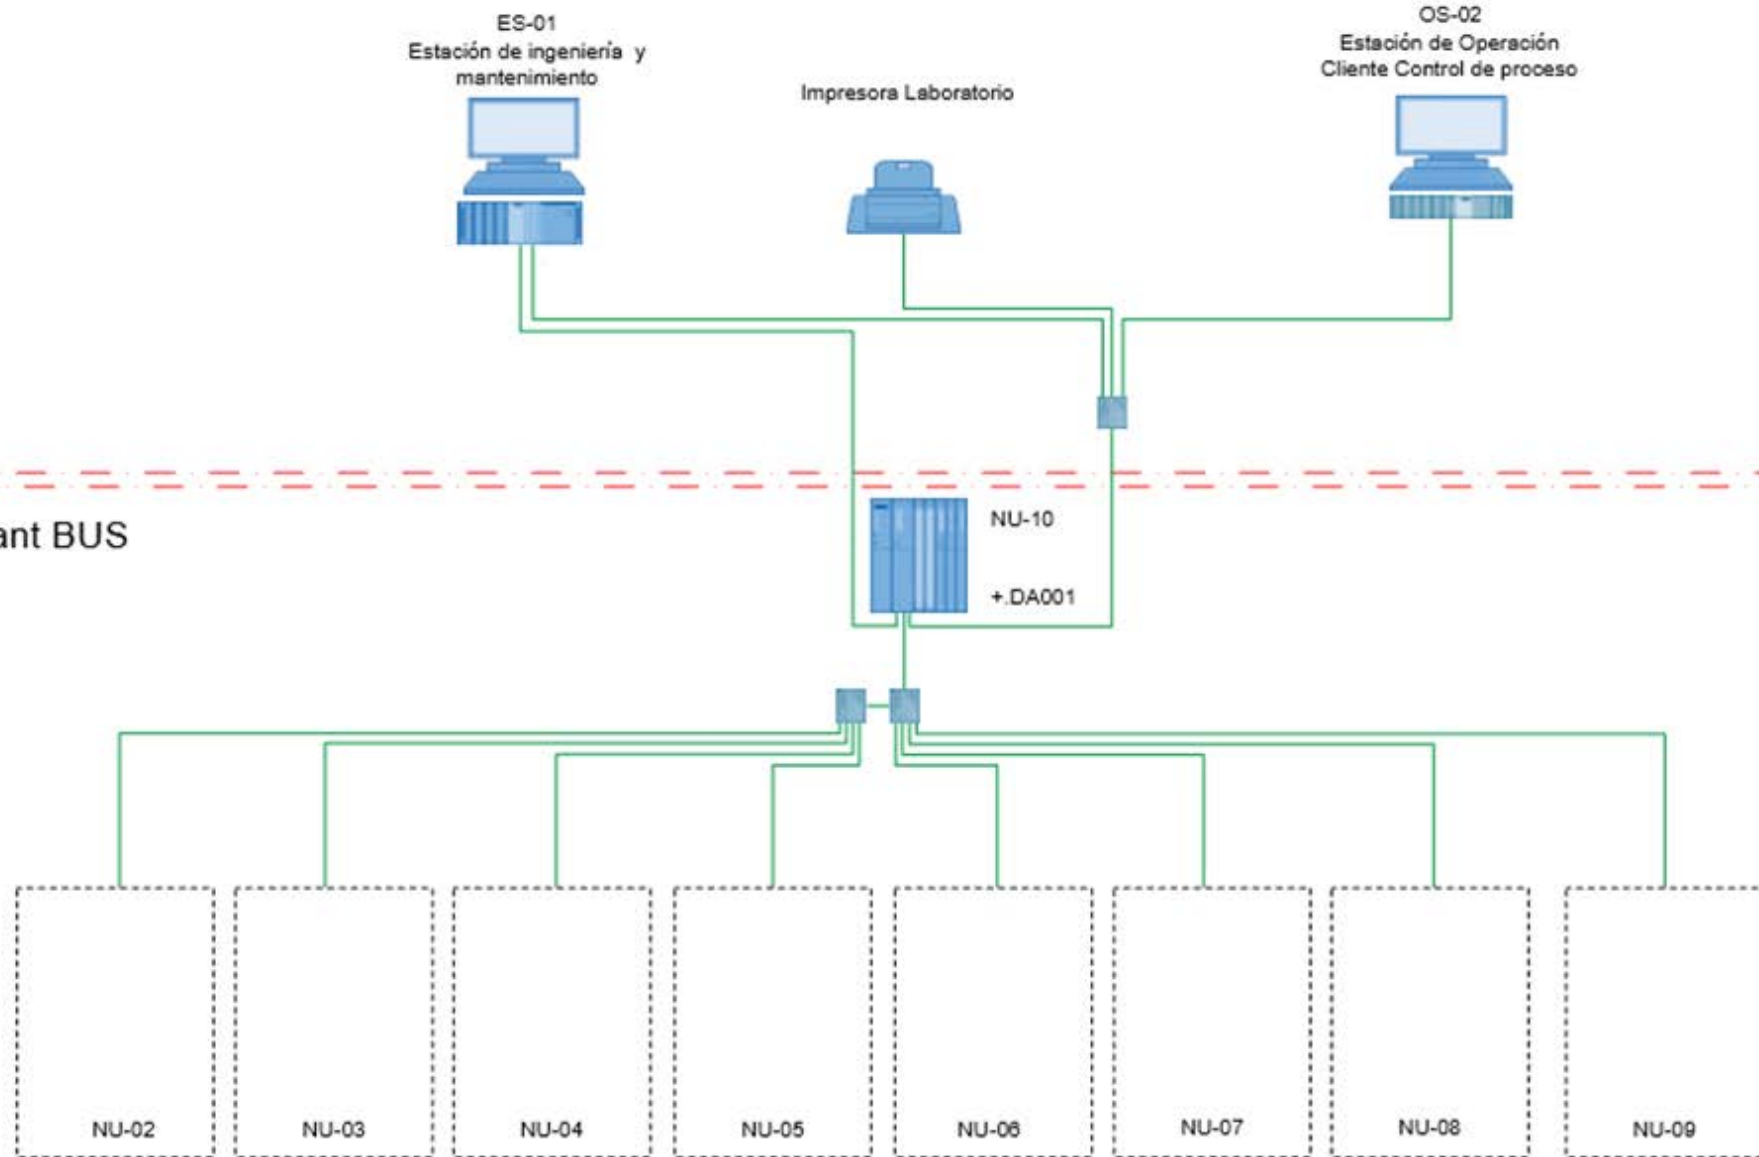 ES-01
Estación de ingeniería y
mantenimiento
Impresora Laboratorio
OS-02
Estación de Operación
Cliente Control de proceso
ant BUS
NU-10
+.DA001
NU-02
NU-03
NU-04
NU-05
NU-06
NU-07
NU-08
NU-09